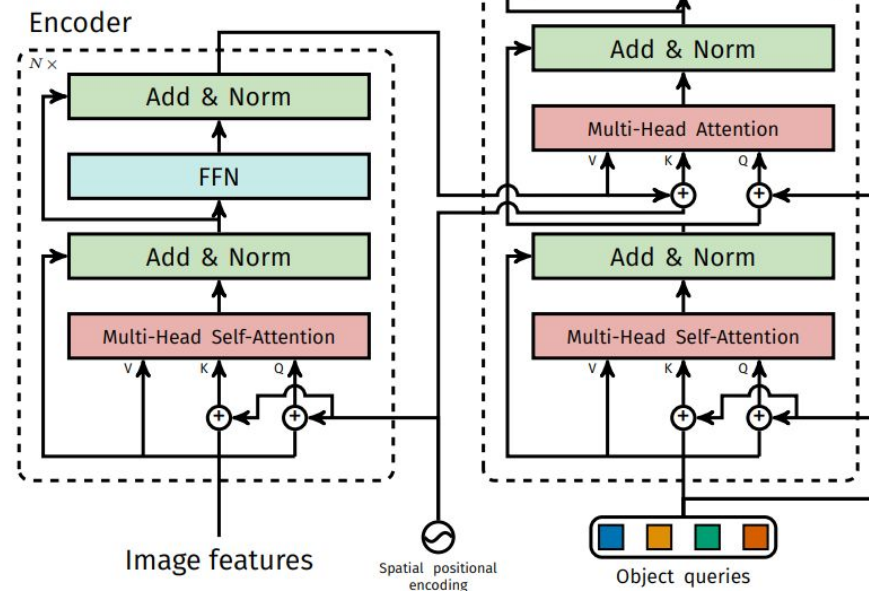 Encoder
N ×
Add & Norm
FFN
Add & Norm
Multi-Head Self-Attention
V K Q
+ +
Image features
Spatial positional
encoding
Add & Norm
Multi-Head Attention
V K Q
+ +
Add & Norm
Multi-Head Self-Attention
V K Q
+ +
Object queries